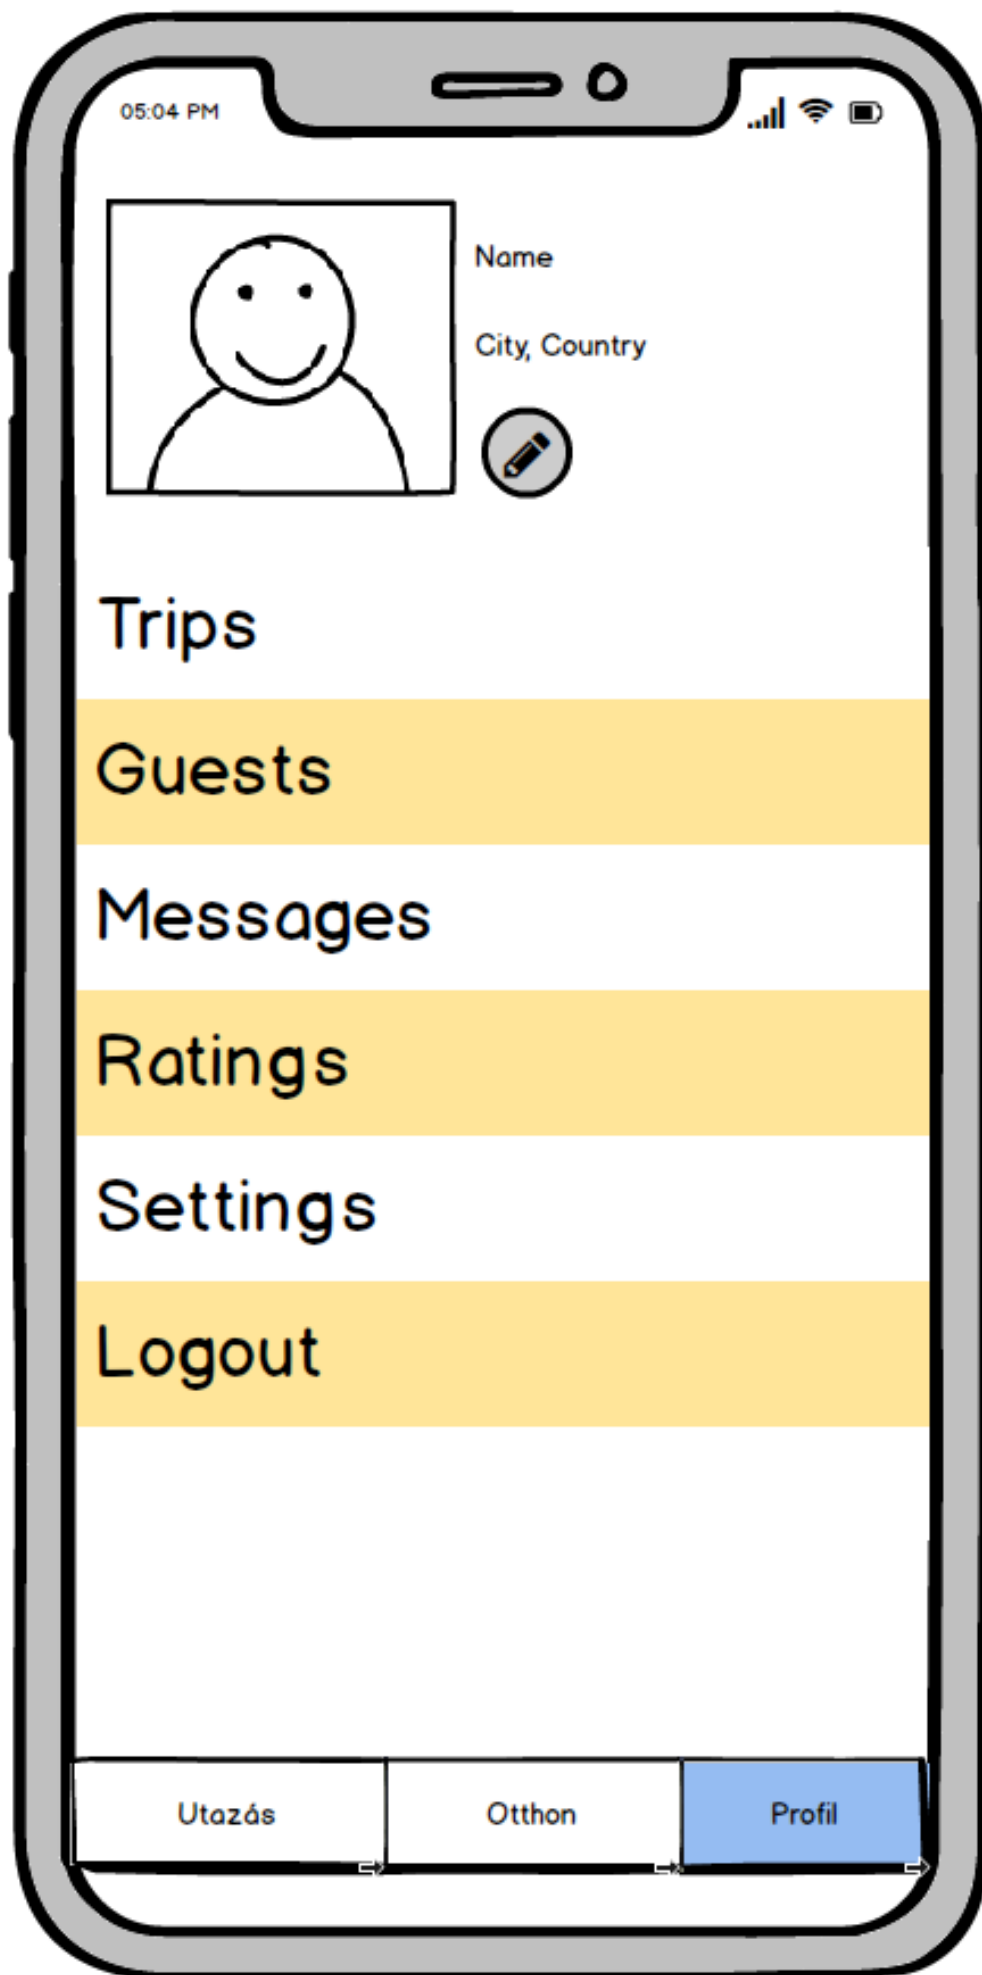 05:04 PM
Name
City, Country
Trips
Guests
Messages
Ratings
Settings
Logout
Utazás
Otthon
Profil